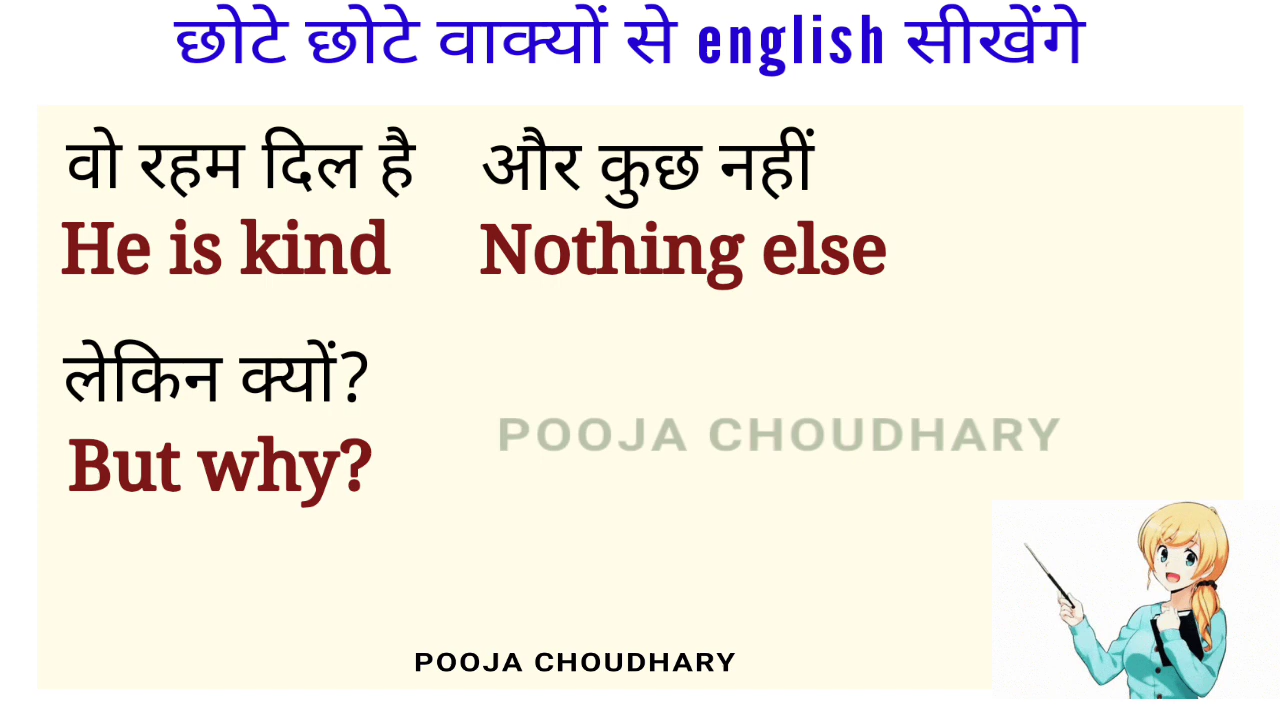 छोटे छोटे वाक्यों से english सीखेंगे
वो रहम दिल है
He is kind
और कुछ नहीं
Nothing else
लेकिन क्यों?
But why?
POOJA CHOUDHARY
POOJA CHOUDHARY